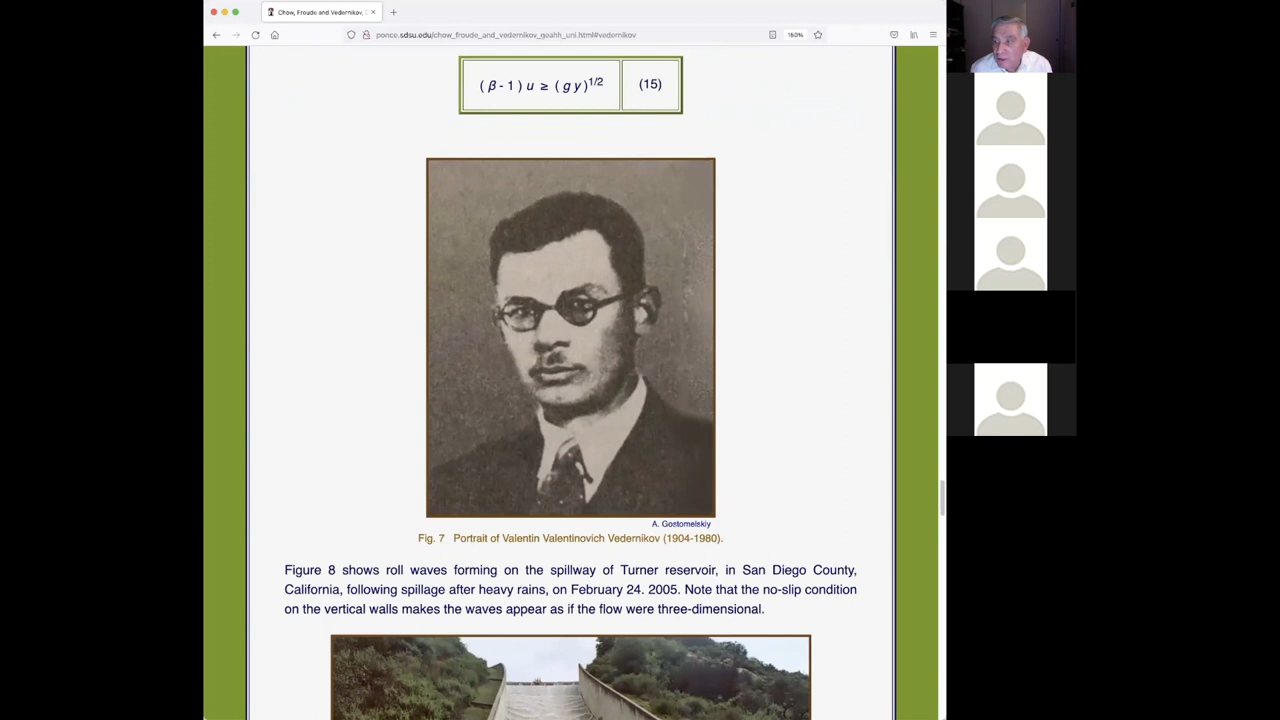 Chow, Froude and Vedernikov,
ponce.sdsu.edu/chow_froude_and_vedernikov_goahh_uni.html#vedernikov
160%
( β - 1 ) u ≥ ( g y )1/2
(15)
A. Gostomelskiy
Fig. 7 Portrait of Valentin Valentinovich Vedernikov (1904-1980).
Figure 8 shows roll waves forming on the spillway of Turner reservoir, in San Diego County,
California, following spillage after heavy rains, on February 24. 2005. Note that the no-slip condition
on the vertical walls makes the waves appear as if the flow were three-dimensional.